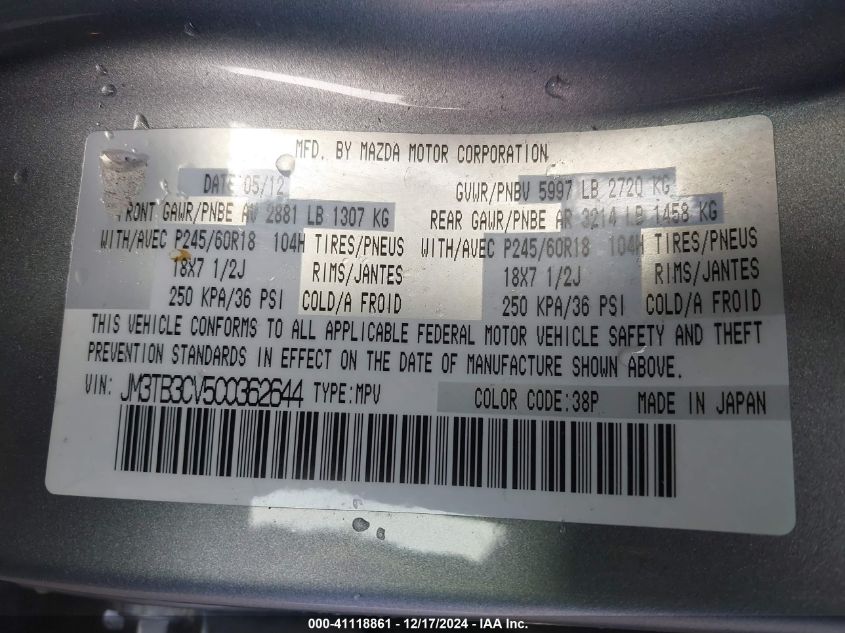 MFD. BY MAZDA MOTOR CORPORATION
DATE 05/12 GVWR/PNBV 5997 LB 2720 KG
FRONT GAWR/PNBE AV 2881 LB 1307 KG REAR GAWR/PNBE AR 3214 LB 1458 KG
WITH/AVEC P245/60R18 104H TIRES/PNEUS WITH/AVEC P245/60R18 104H TIRES/PNEUS
18X7 1/2J RIMS/JANTES 18X7 1/2J RIMS/JANTES
250 KPA/36 PSI COLD/A FROID 250 KPA/36 PSI COLD/A FROID
THIS VEHICLE CONFORMS TO ALL APPLICABLE FEDERAL MOTOR VEHICLE SAFETY AND THEFT
PREVENTION STANDARDS IN EFFECT ON THE DATE OF MANUFACTURE SHOWN ABOVE.
VIN: JM3TB3CV5C0362644 TYPE:MPV COLOR CODE:38P MADE IN JAPAN
000-41118861 - 12/17/2024 - IAA Inc.